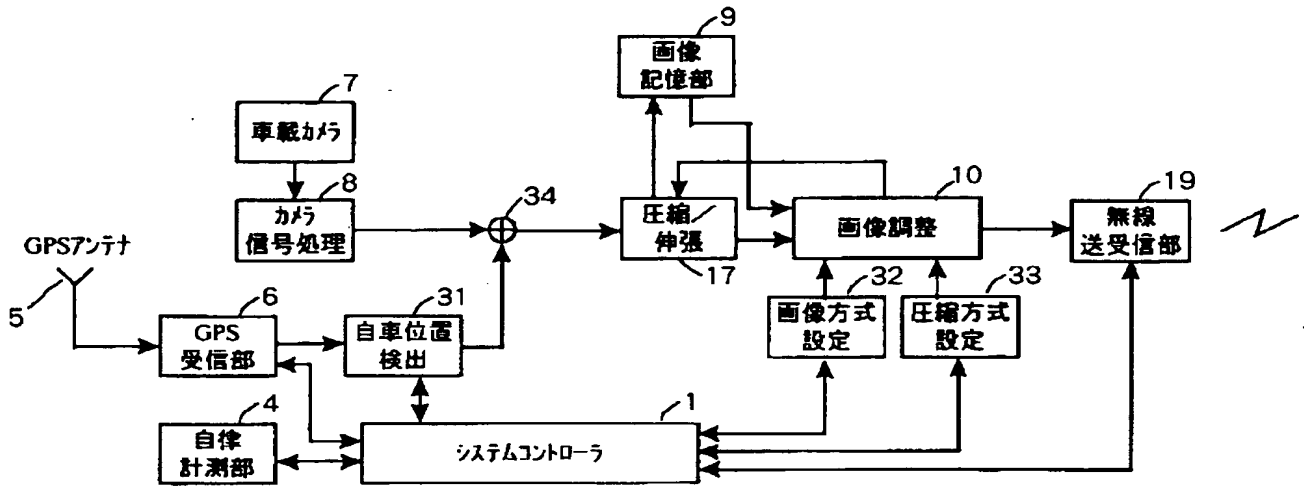 9
画像
記憶部
7
車載カメラ
8
カメラ
信号処理
34
圧縮／
伸張
17
10
画像調整
19
無線
送受信部
GPSアンテナ
5
6
GPS
受信部
31
自車位置
検出
32
画像方式
設定
33
圧縮方式
設定
4
自律
計測部
1
システムコントローラ